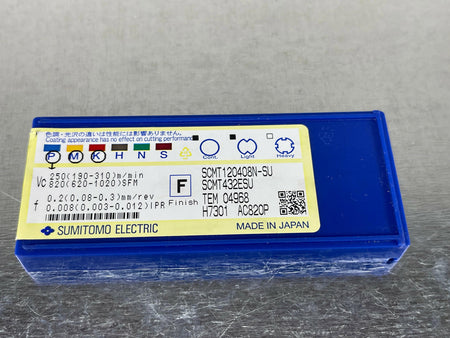 色調・光沢の違いは性能には影響ありません.
Coating appearance has no effect on cutting performance.
P M K H N S
Cont. Light Heavy
Vc 250(190-310)m/min
820(620-1020)SFM
f 0.2(0.08-0.3)mm/rev
0.008(0.003-0.012)IPR
F
Finish
SCMT120408N-SU
SCMT432ESU
TEM 04968
H7301 AC820P
SUMITOMO ELECTRIC
MADE IN JAPAN